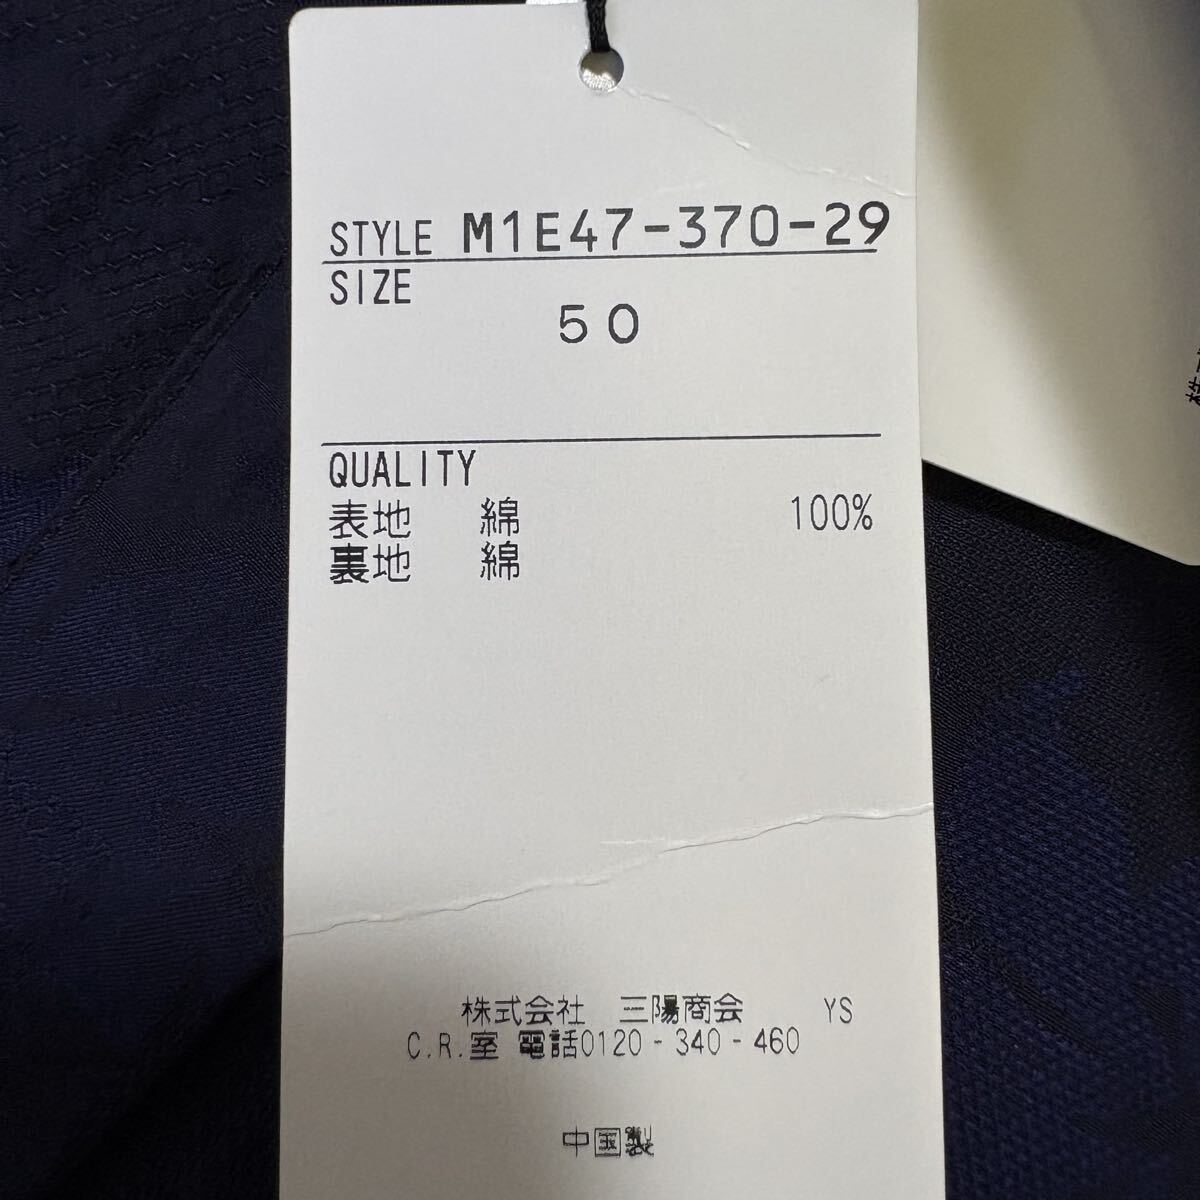 STYLE M1E47-370-29
SIZE
50
QUALITY
表地 綿 100%
裏地 綿
株式会社 三陽商会 YS
C.R.室 電話0120-340-460
中国製